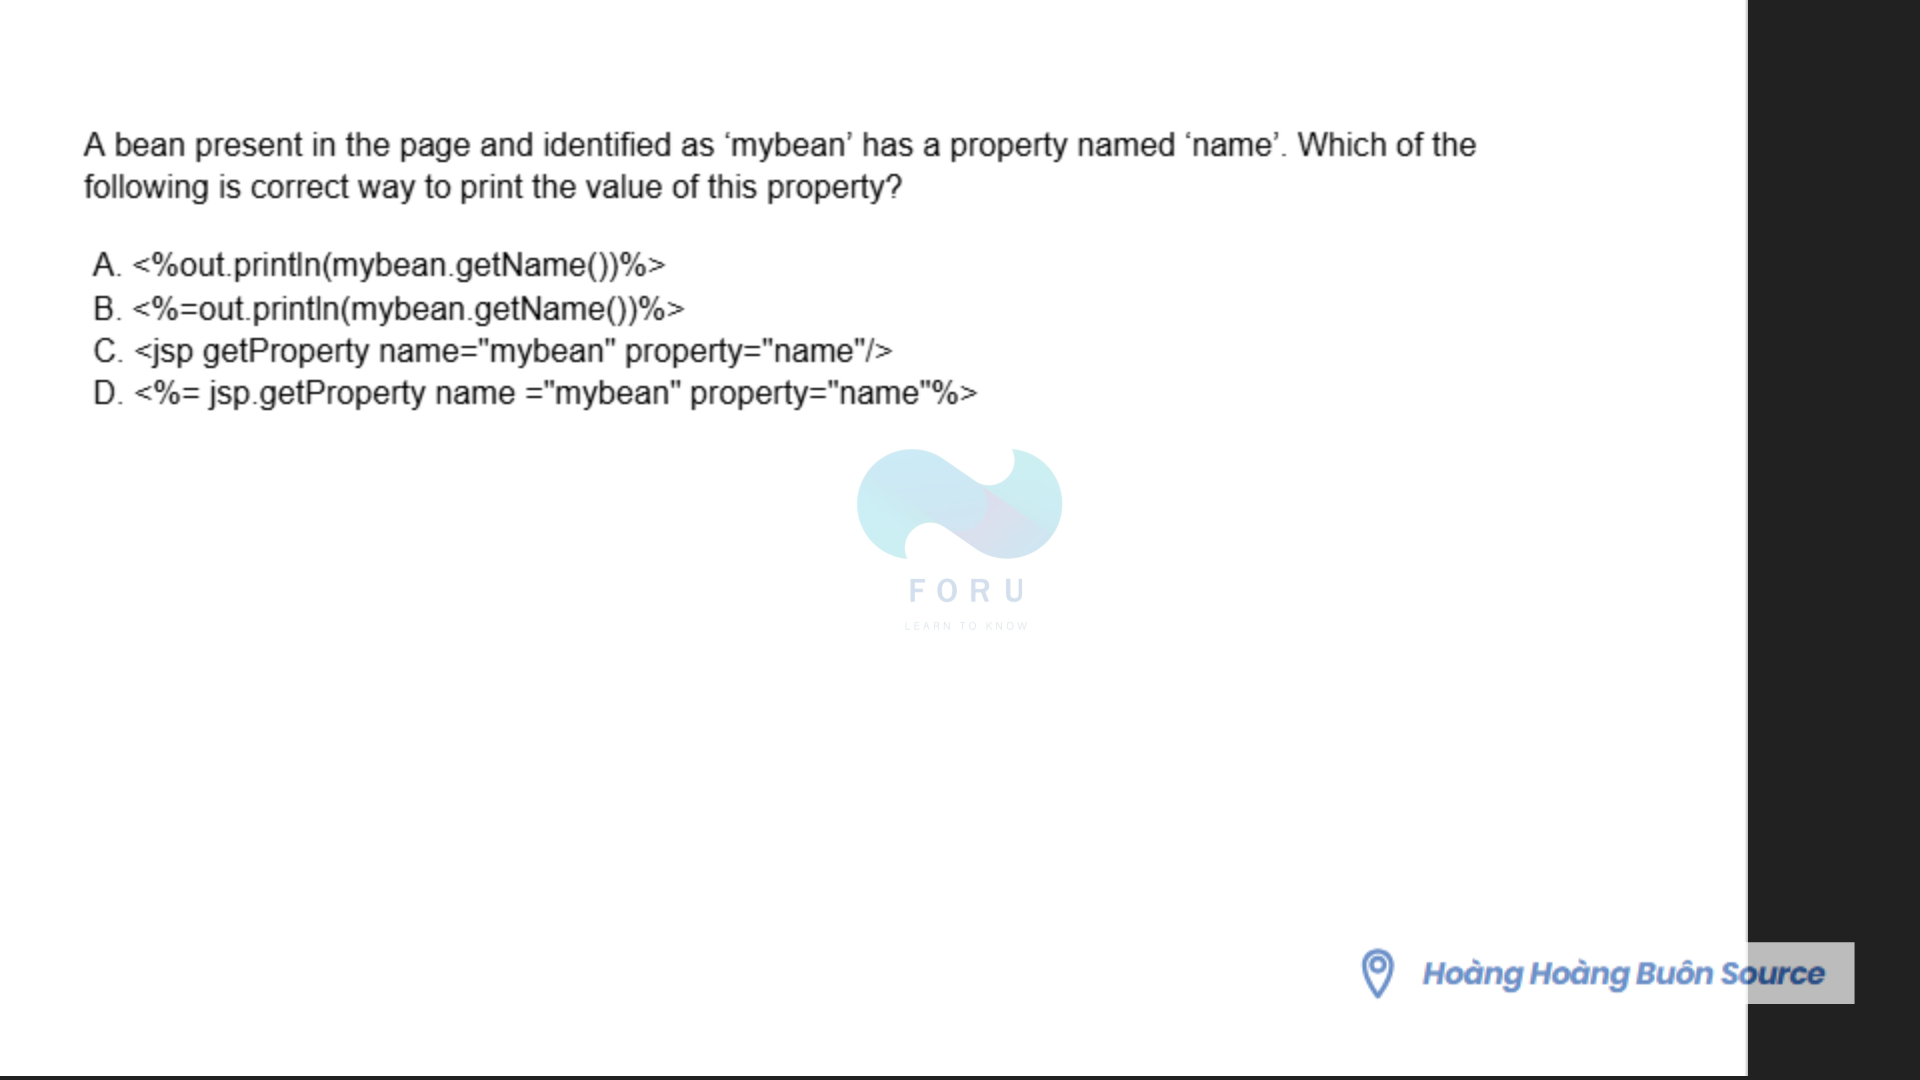 A bean present in the page and identified as ‘mybean’ has a property named ‘name’. Which of the
following is correct way to print the value of this property?
A. <%out.println(mybean.getName())%>
B. <%=out.println(mybean.getName())%>
C. <jsp getProperty name="mybean" property="name"/>
D. <%= jsp.getProperty name ="mybean" property="name"%>
FORU
LEARN TO KNOW
Hoàng Hoàng Buôn Source